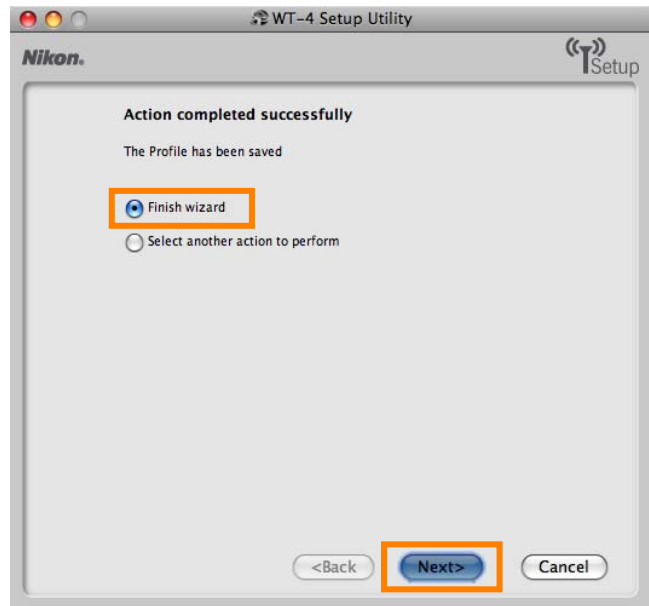 WT-4 Setup Utility
Nikon.
Setup
Action completed successfully
The Profile has been saved
Finish wizard
Select another action to perform
<Back Next> Cancel